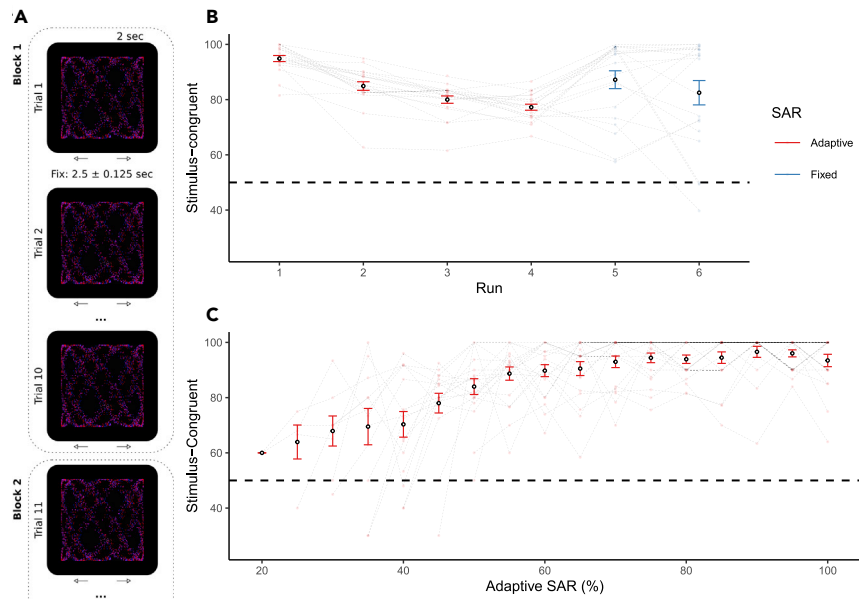 A
2 sec
Block 1
Trial 1
Fix: 2.5 ± 0.125 sec
Trial 2
...
Trial 10
Block 2
Trial 11
...
B
Stimulus−congruent
100
80
60
40
1 2 3 4 5 6
Run
SAR
Adaptive
Fixed
C
Stimulus−Congruent
100
80
60
40
20 40 60 80 100
Adaptive SAR (%)